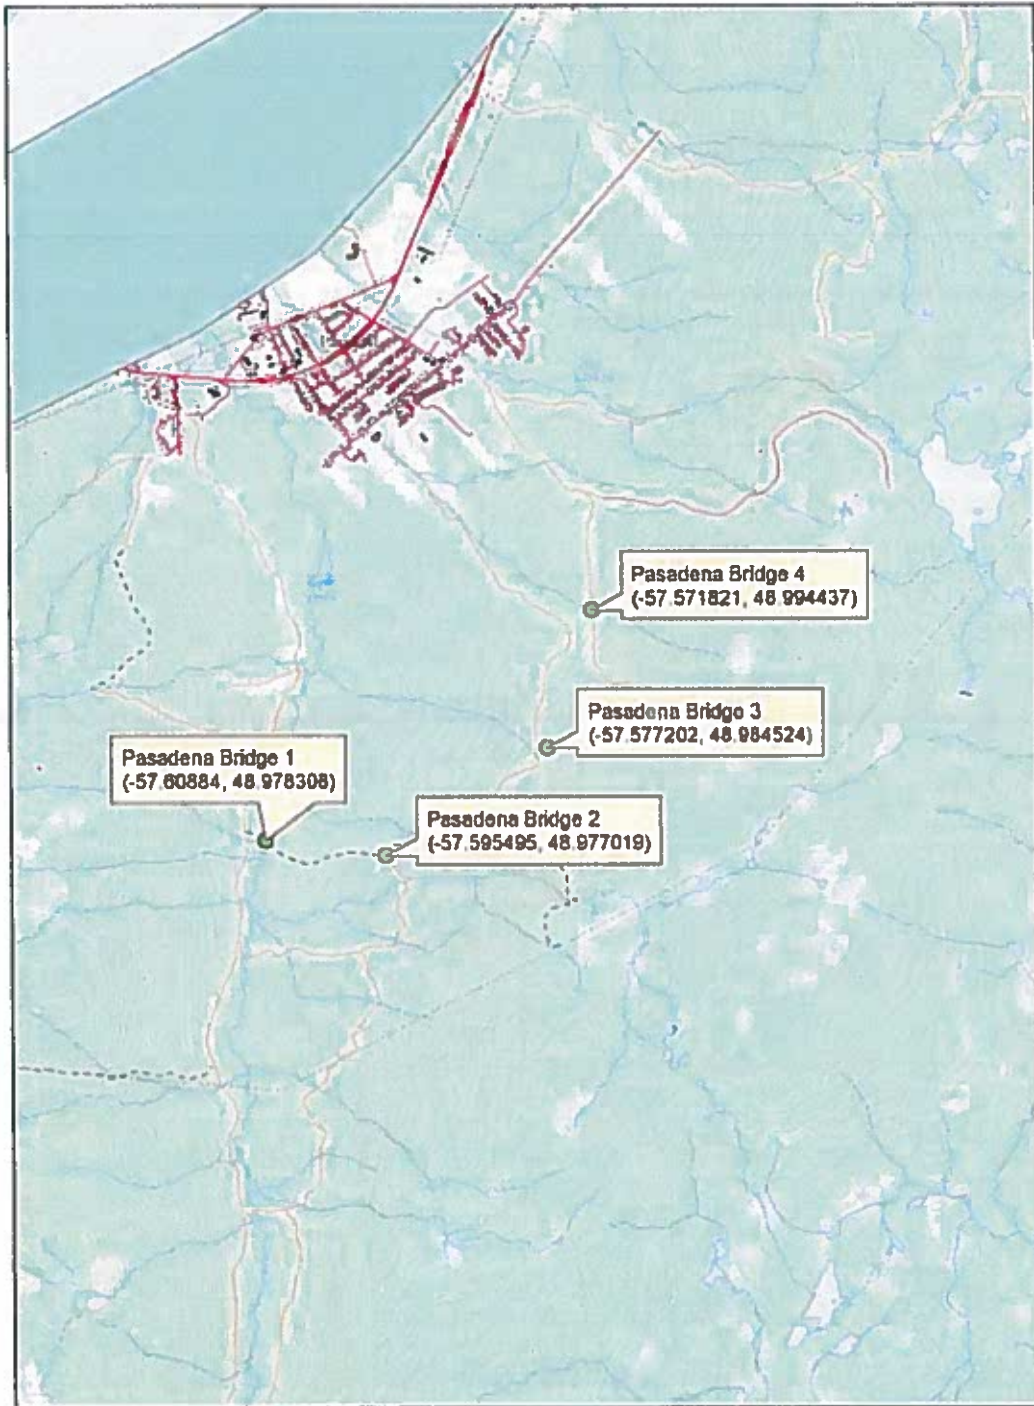 Pasadena Bridge 4
(-57.571821, 48.994437)
Pasadena Bridge 3
(-57.577202, 48.984524)
Pasadena Bridge 1
(-57.60884, 48.978308)
Pasadena Bridge 2
(-57.595495, 48.977019)